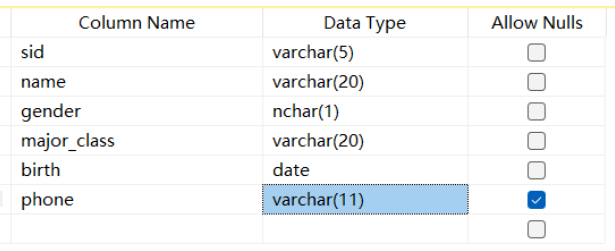 Column Name Data Type Allow Nulls
sid varchar(5)
name varchar(20)
gender nchar(1)
major_class varchar(20)
birth date
phone varchar(11)